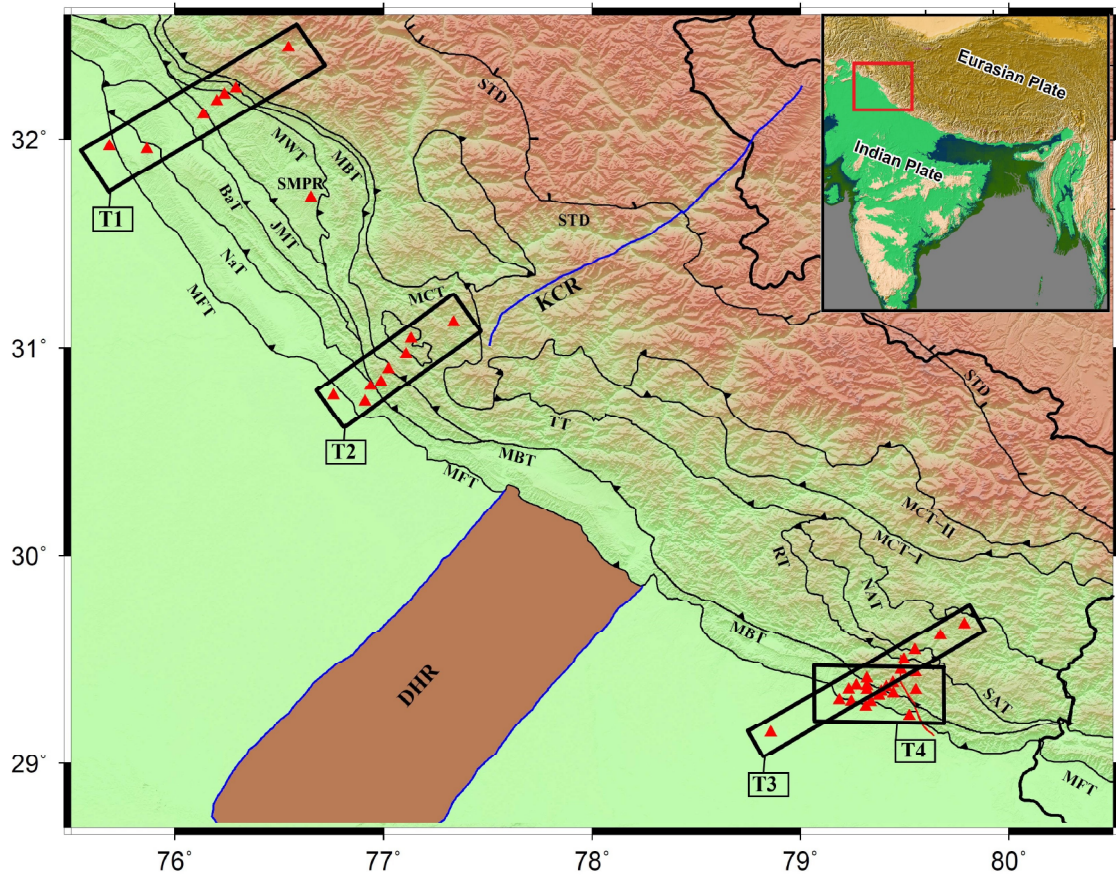 Eurasian Plate
Indian Plate
STD
32°
MWT
MBT
SMPR
T1
BaT
JMT
STD
NaT
MFT
MCT
KCR
31°
STD
T2
TT
MBT
MFT
MCT-II
MCT-I
30°
RT
NAT
MBT
DHR
SAT
T4
T3
MFT
29°
76° 77° 78° 79° 80°